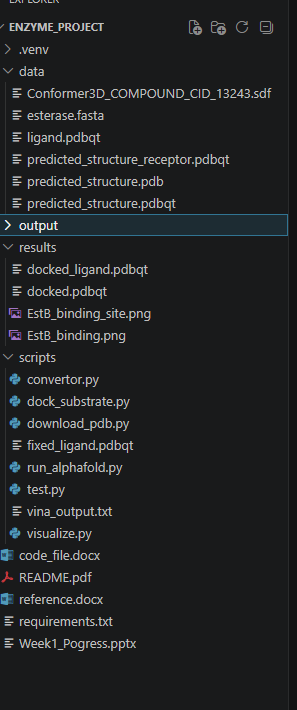 EXPLORER
ENZYME_PROJECT
.venv
data
Conformer3D_COMPOUND_CID_13243.sdf
esterase.fasta
ligand.pdbqt
predicted_structure_receptor.pdbqt
predicted_structure.pdb
predicted_structure.pdbqt
output
results
docked_ligand.pdbqt
docked.pdbqt
EstB_binding_site.png
EstB_binding.png
scripts
convertor.py
dock_substrate.py
download_pdb.py
fixed_ligand.pdbqt
run_alphafold.py
test.py
vina_output.txt
visualize.py
code_file.docx
README.pdf
reference.docx
requirements.txt
Week1_Pogress.pptx